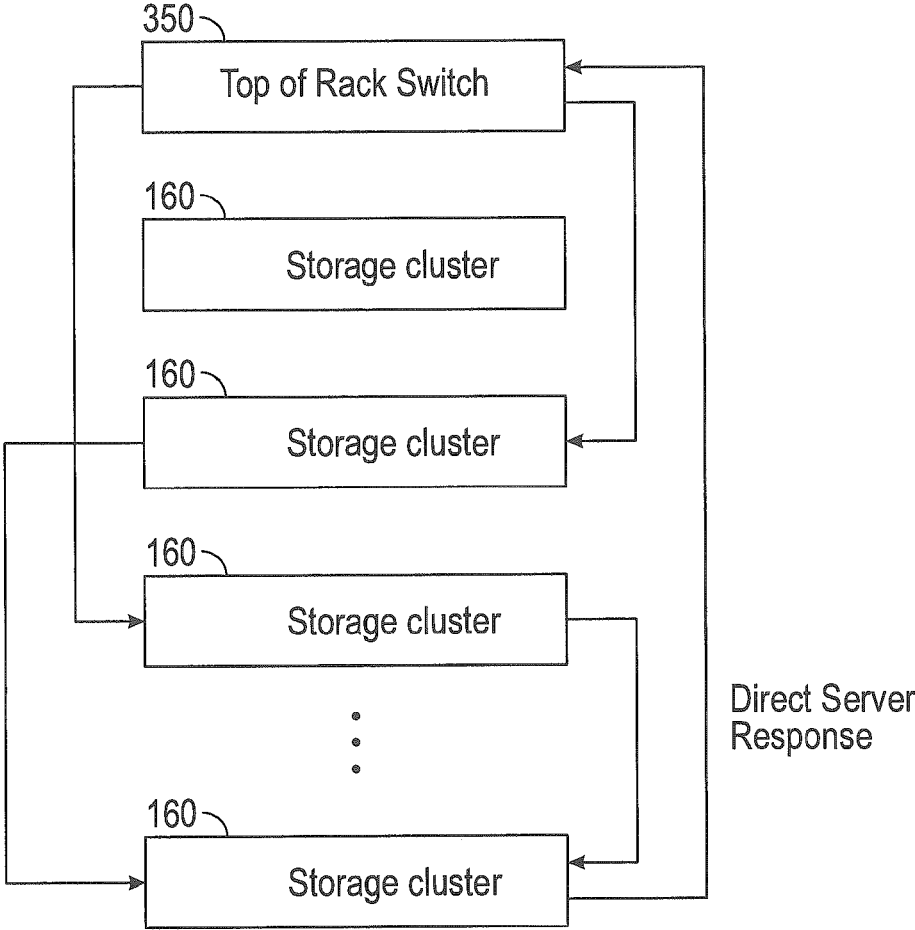 350
Top of Rack Switch
160
Storage cluster
160
Storage cluster
160
Storage cluster
Direct Server
Response
160
Storage cluster